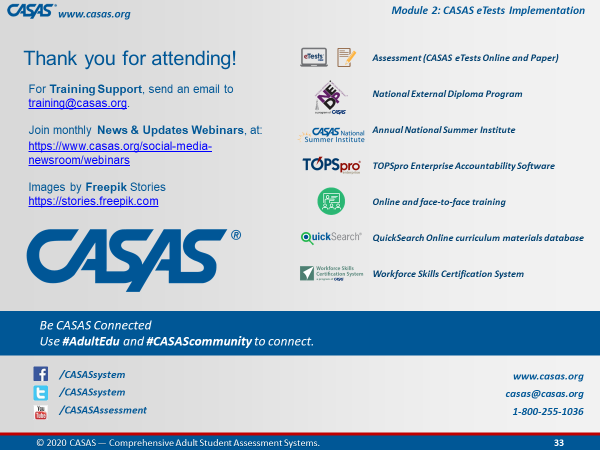 CASAS® www.casas.org
Module 2: CASAS eTests Implementation
Thank you for attending!
For Training Support, send an email to
training@casas.org.
Join monthly News & Updates Webinars, at:
https://www.casas.org/social-media-
newsroom/webinars
Images by Freepik Stories
https://stories.freepik.com
CASAS®
eTests
Assessment (CASAS eTests Online and Paper)
National External Diploma Program
CASAS National
Summer Institute
Annual National Summer Institute
TOPSpro
TOPSpro Enterprise Accountability Software
Online and face-to-face training
QuickSearch
QuickSearch Online curriculum materials database
Workforce Skills
Certification System
Workforce Skills Certification System
Be CASAS Connected
Use #AdultEdu and #CASAScommunity to connect.
/CASASsystem
/CASASsystem
You Tube
/CASASAssessment
www.casas.org
casas@casas.org
1-800-255-1036
© 2020 CASAS — Comprehensive Adult Student Assessment Systems.
33